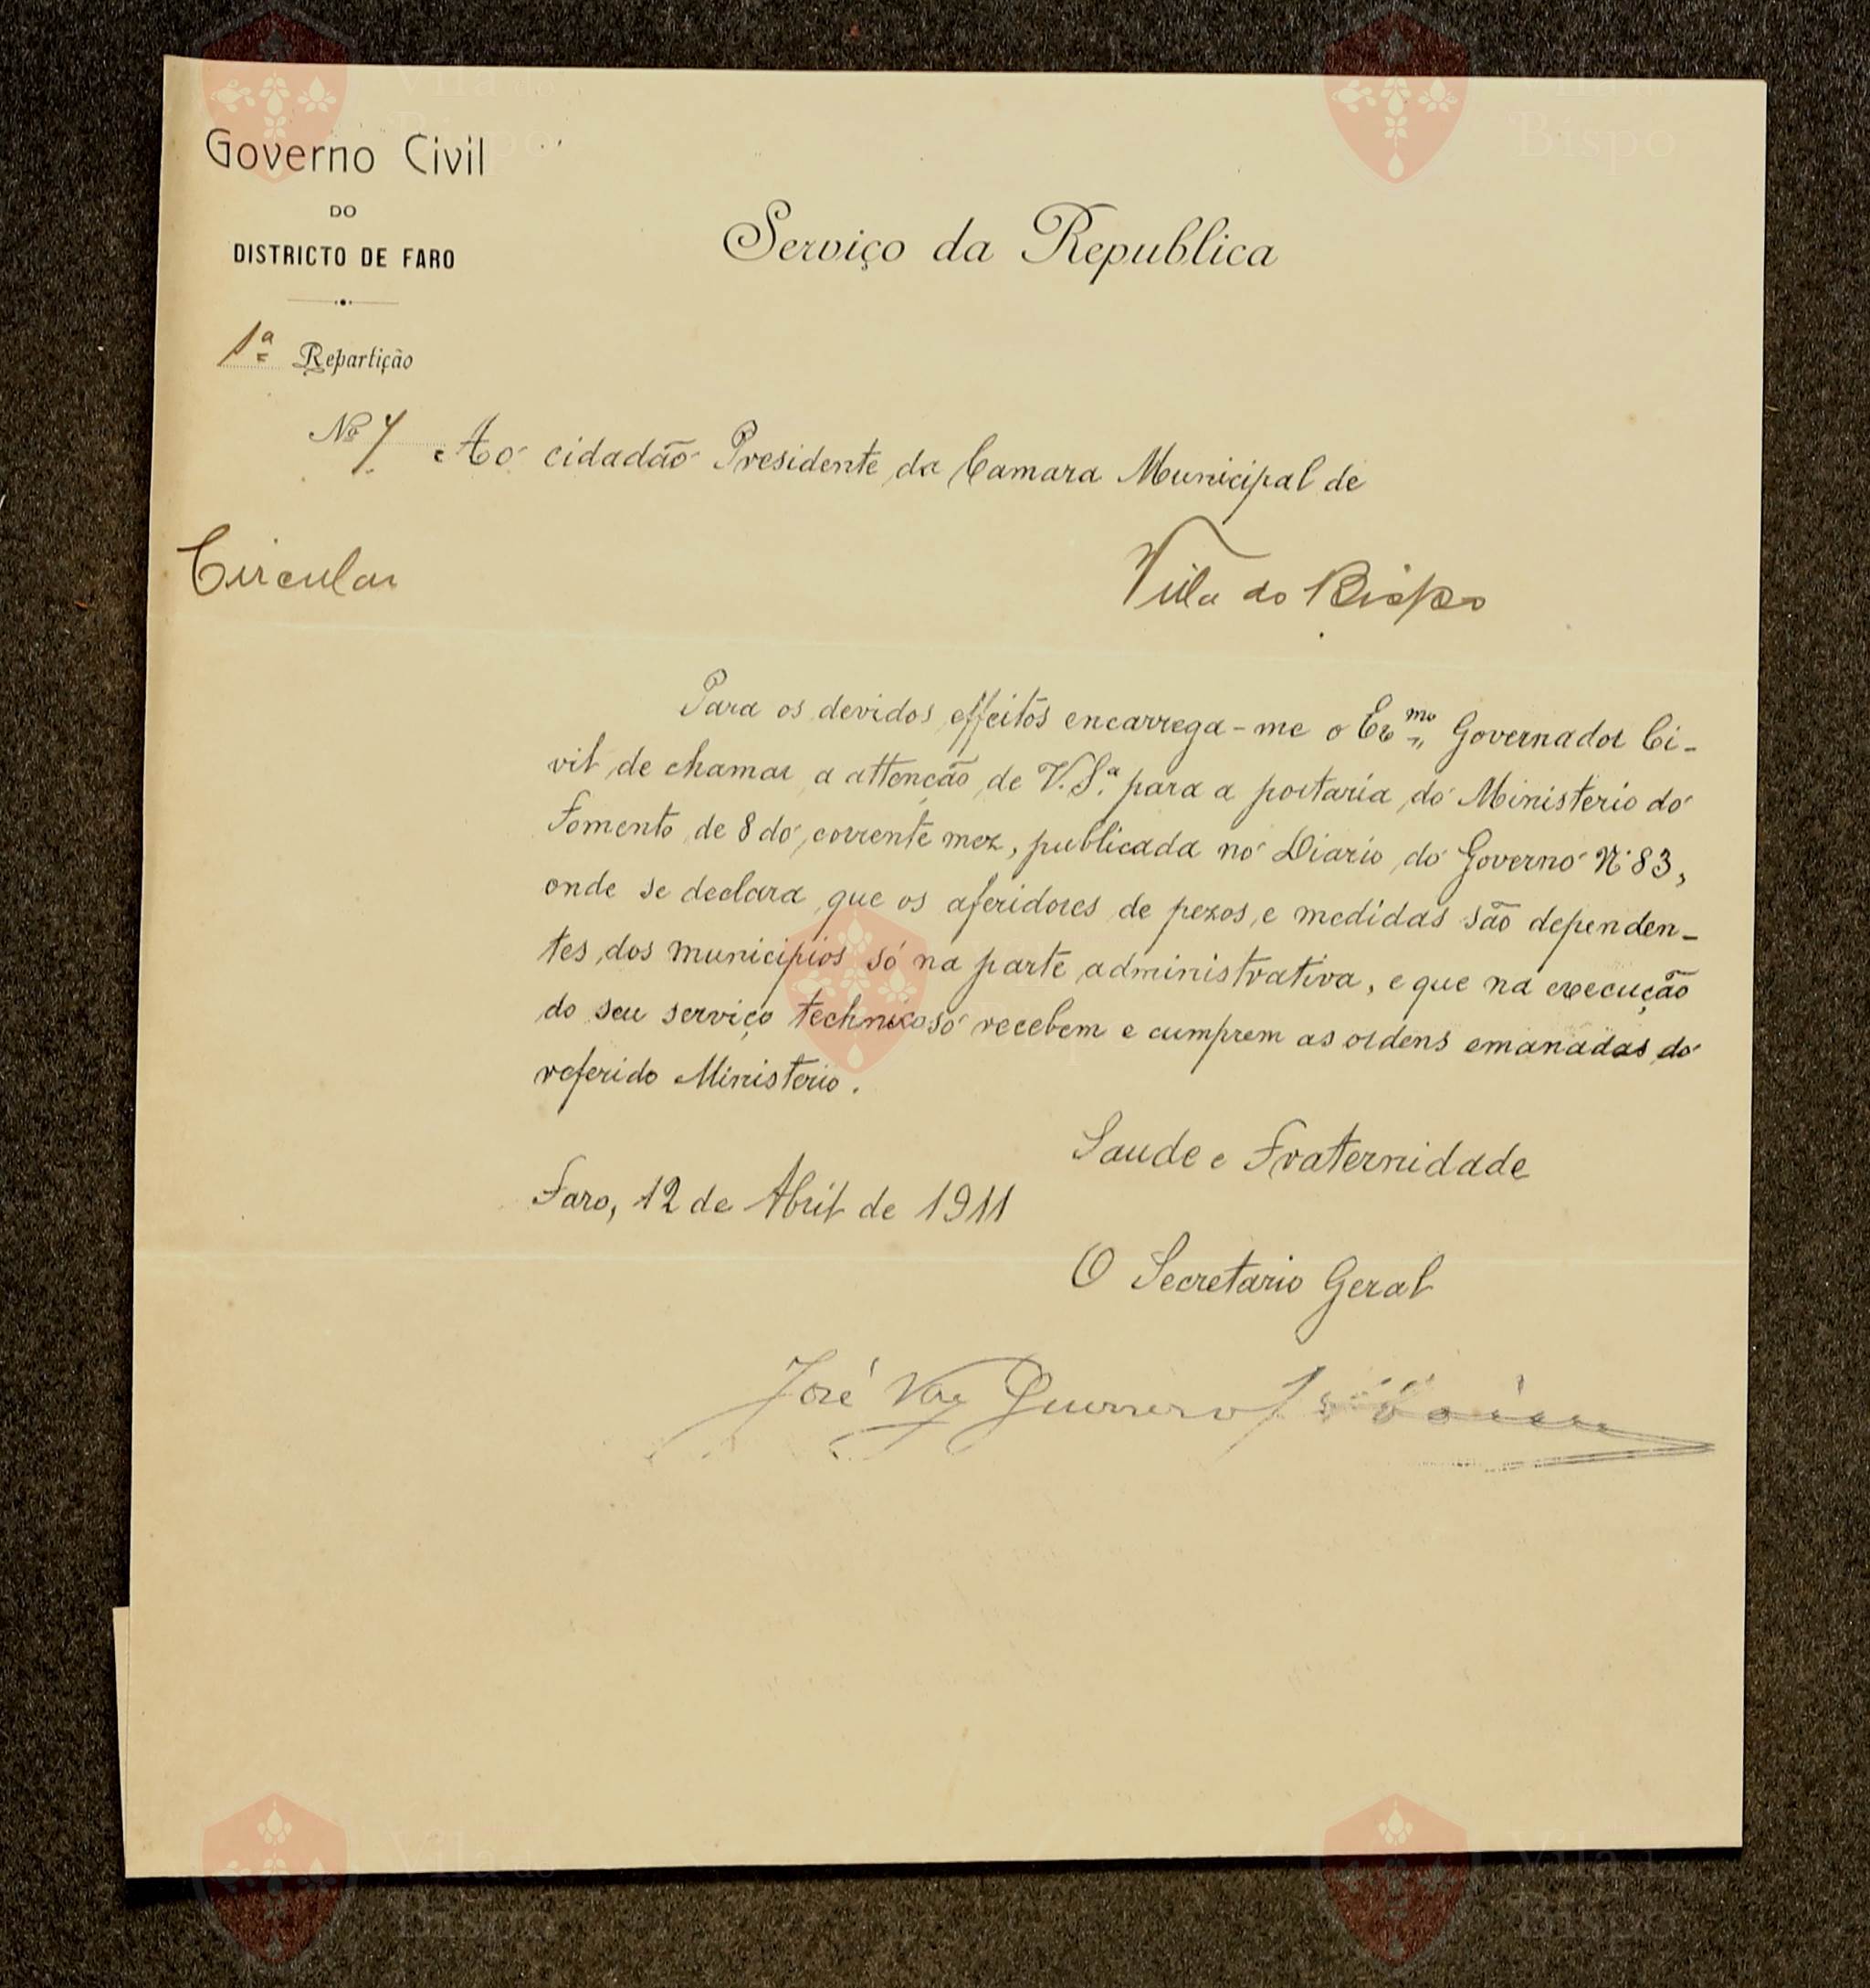 Governo Civil
DO
DISTRICTO DE FARO
Serviço da Republica
1ª Repartição
Nº 7
Ao cidadão Presidente da Camara Municipal de
Circular
Villa do Bispo
Para os devidos effeitos encarrega-me o Exmo Governador Ci-
vil de chamar a attenção de V. Sª. para a portaria do Ministerio do
Fomento de 8 do corrente mez, publicada no Diario do Governo Nº 83,
onde se declara que os aferidores de pezos e medidas são dependen-
tes dos municipios só na parte administrativa, e que na execução
do seu serviço technico só recebem e cumprem as ordens emanadas do
referido Ministerio.
Saude e Fraternidade
Faro, 12 de Abril de 1911
O Secretario Geral
José Vaz Guerreiro
Vila do
Bispo